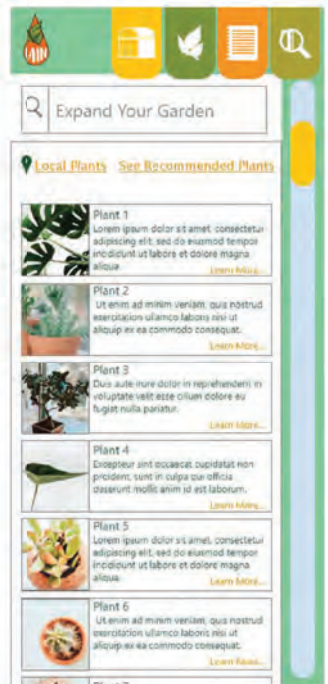 Expand Your Garden
Local Plants See Recommended Plants
Plant 1
Lorem ipsum dolor sit amet, consectetur
adipiscing elit, sed do eiusmod tempor
incididunt ut labore et dolore magna
aliqua.
Learn More...
Plant 2
Ut enim ad minim veniam, quis nostrud
exercitation ullamco laboris nisi ut
aliquip ex ea commodo consequat.
Learn More...
Plant 3
Duis aute irure dolor in reprehenderit in
voluptate velit esse cillum dolore eu
fugiat nulla pariatur.
Learn More...
Plant 4
Excepteur sint occaecat cupidatat non
proident, sunt in culpa qui officia
deserunt mollit anim id est laborum.
Learn More...
Plant 5
Lorem ipsum dolor sit amet, consectetur
adipiscing elit, sed do eiusmod tempor
incididunt ut labore et dolore magna
aliqua.
Learn More...
Plant 6
Ut enim ad minim veniam, quis nostrud
exercitation ullamco laboris nisi ut
aliquip ex ea commodo consequat.
Learn More...